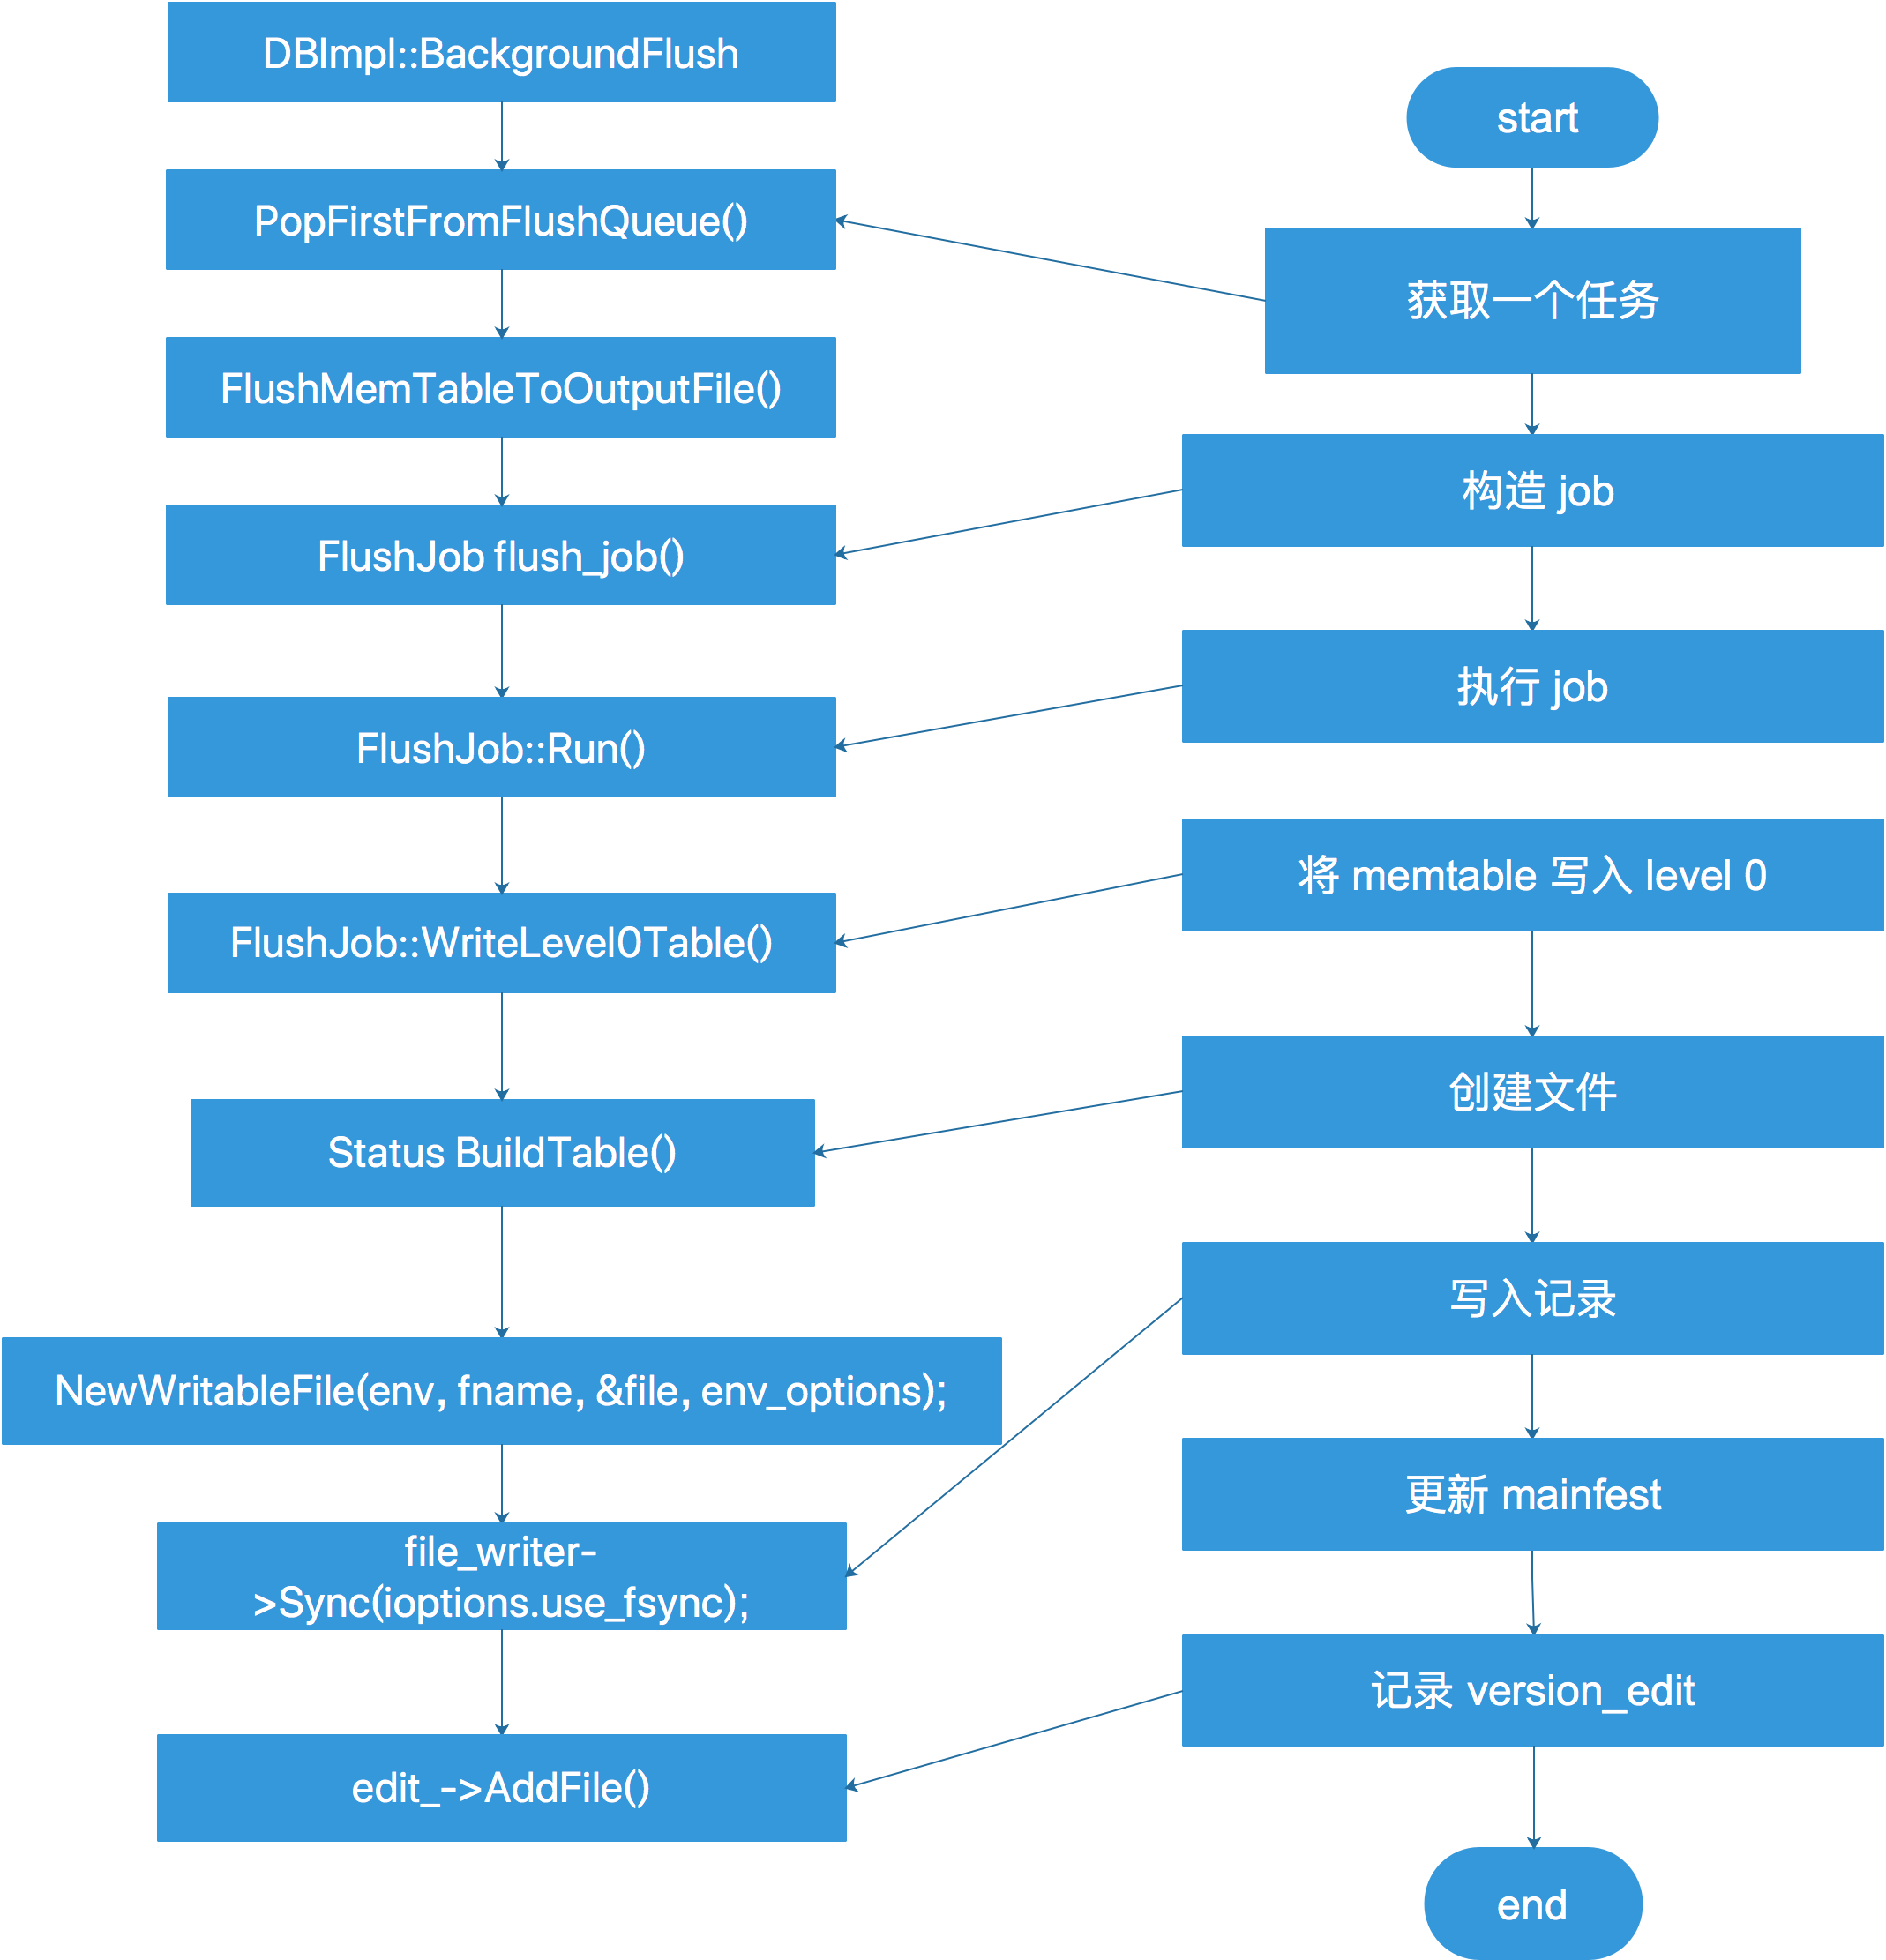 DBImpl::BackgroundFlush
PopFirstFromFlushQueue()
FlushMemTableToOutputFile()
FlushJob flush_job()
FlushJob::Run()
FlushJob::WriteLevel0Table()
Status BuildTable()
NewWritableFile(env, fname, &file, env_options);
file_writer-
>Sync(ioptions.use_fsync);
edit_->AddFile()
start
获取一个任务
构造 job
执行 job
将 memtable 写入 level 0
创建文件
写入记录
更新 mainfest
记录 version_edit
end